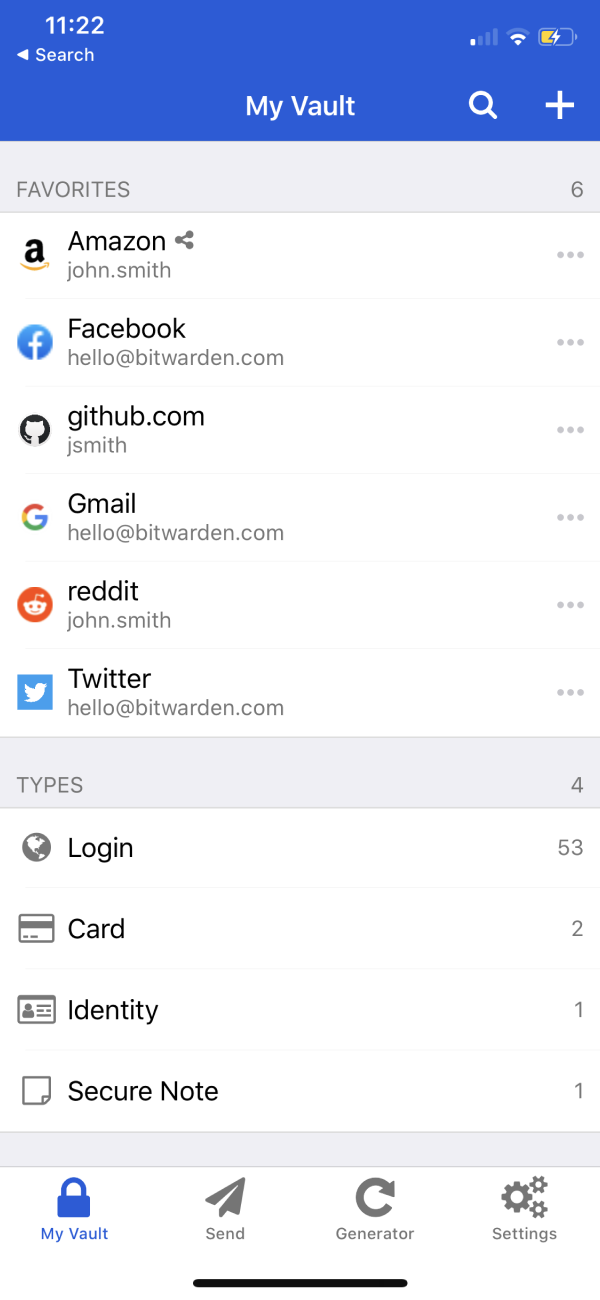 11:22
◀ Search
My Vault
FAVORITES 6
Amazon
john.smith
Facebook
hello@bitwarden.com
github.com
jsmith
Gmail
hello@bitwarden.com
reddit
john.smith
Twitter
hello@bitwarden.com
TYPES 4
Login 53
Card 2
Identity 1
Secure Note 1
My Vault Send Generator Settings